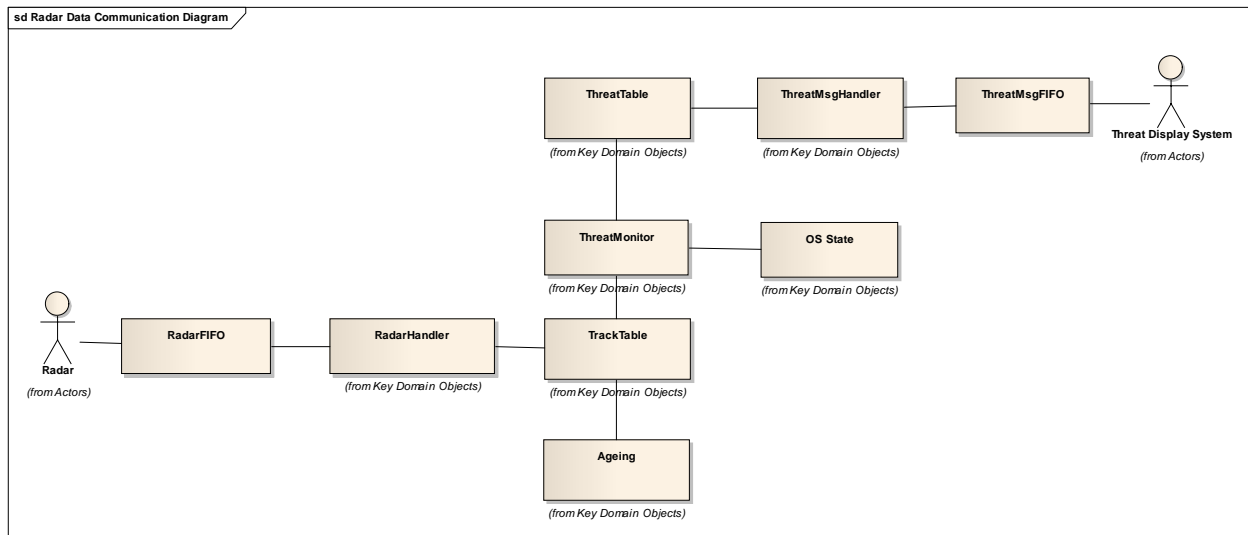 sd Radar Data Communication Diagram
ThreatTable
(from Key Domain Objects)
ThreatMsgHandler
(from Key Domain Objects)
ThreatMsgFIFO
Threat Display System
(from Actors)
ThreatMonitor
(from Key Domain Objects)
OS State
(from Key Domain Objects)
Radar
(from Actors)
RadarFIFO
RadarHandler
(from Key Domain Objects)
TrackTable
(from Key Domain Objects)
Ageing
(from Key Domain Objects)